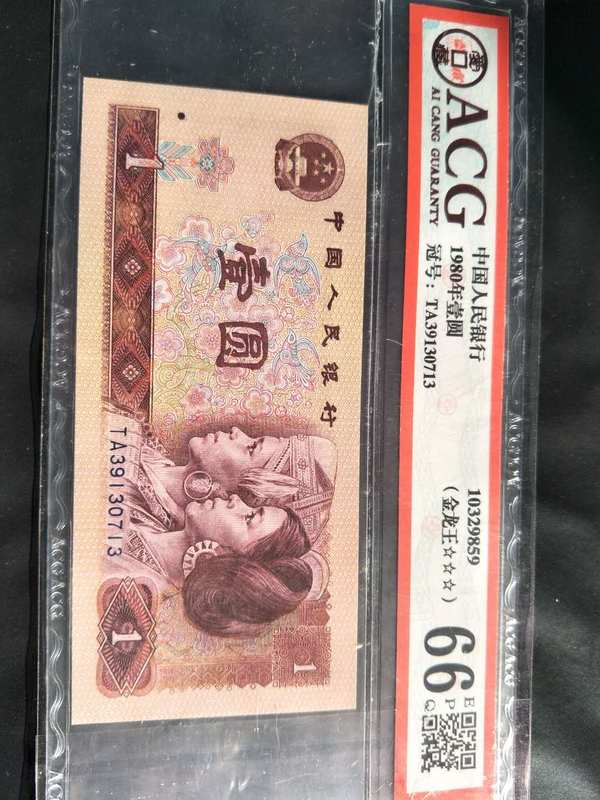 ACG
AI CANG GUARANTY
中国人民银行
1980年壹圆
冠号：TA39130713
10329859
（金龙王☆☆☆）
66
E
P
Q
中国人民银行
壹圆
1
TA39130713
1
1